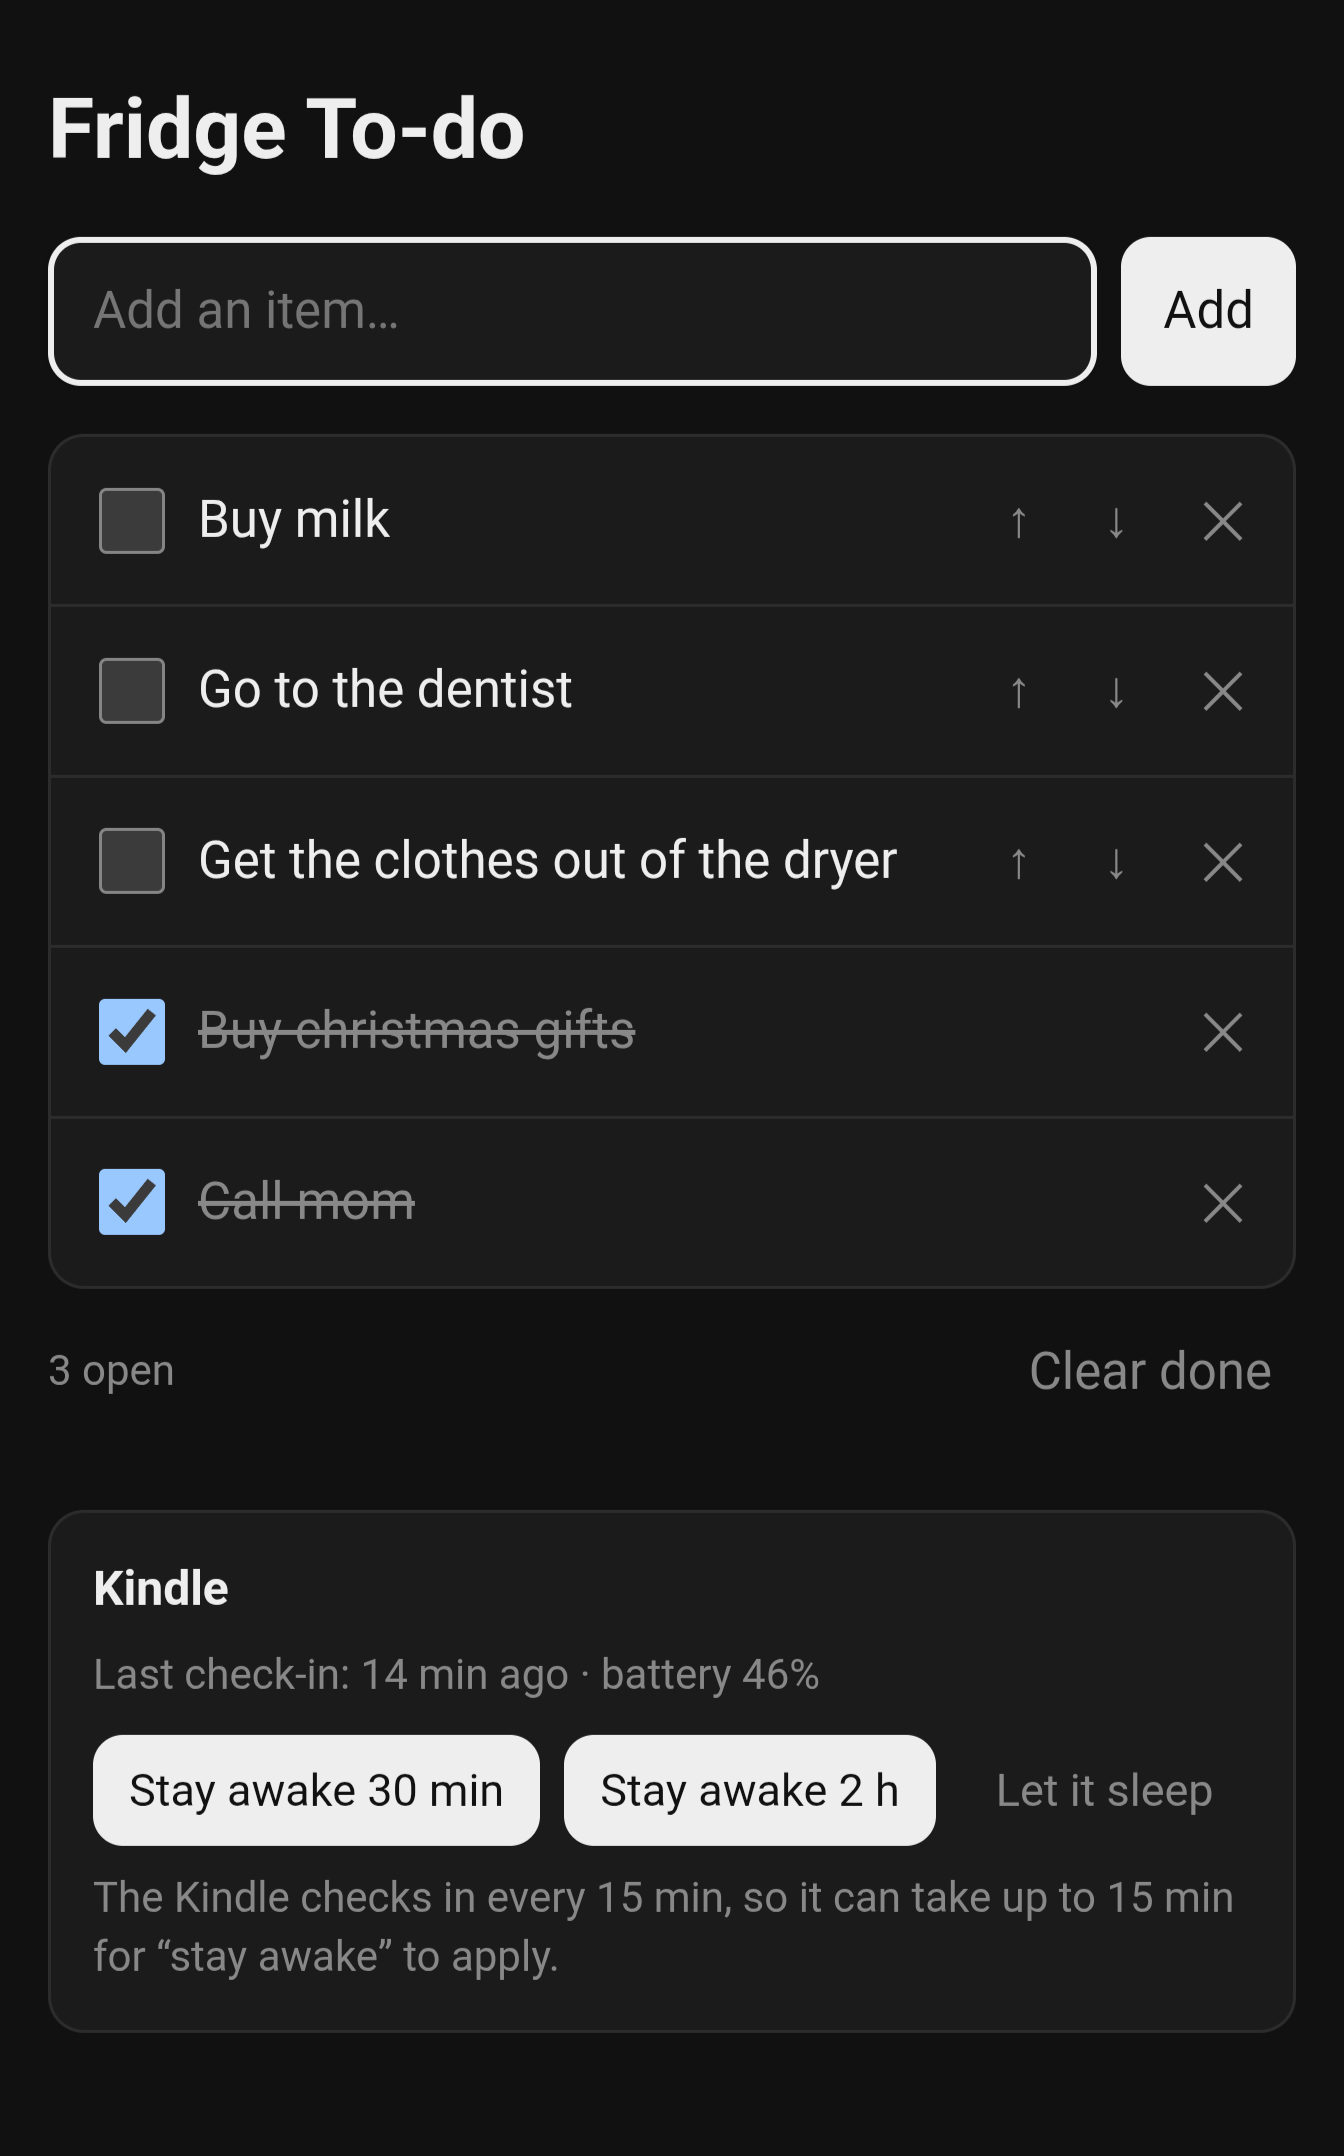 Fridge To-do
Add an item…
Add
Buy milk ↑ ↓ ×
Go to the dentist ↑ ↓ ×
Get the clothes out of the dryer ↑ ↓ ×
Buy christmas gifts ×
Call mom ×
3 open
Clear done
Kindle
Last check-in: 14 min ago · battery 46%
Stay awake 30 min
Stay awake 2 h
Let it sleep
The Kindle checks in every 15 min, so it can take up to 15 min
for “stay awake” to apply.